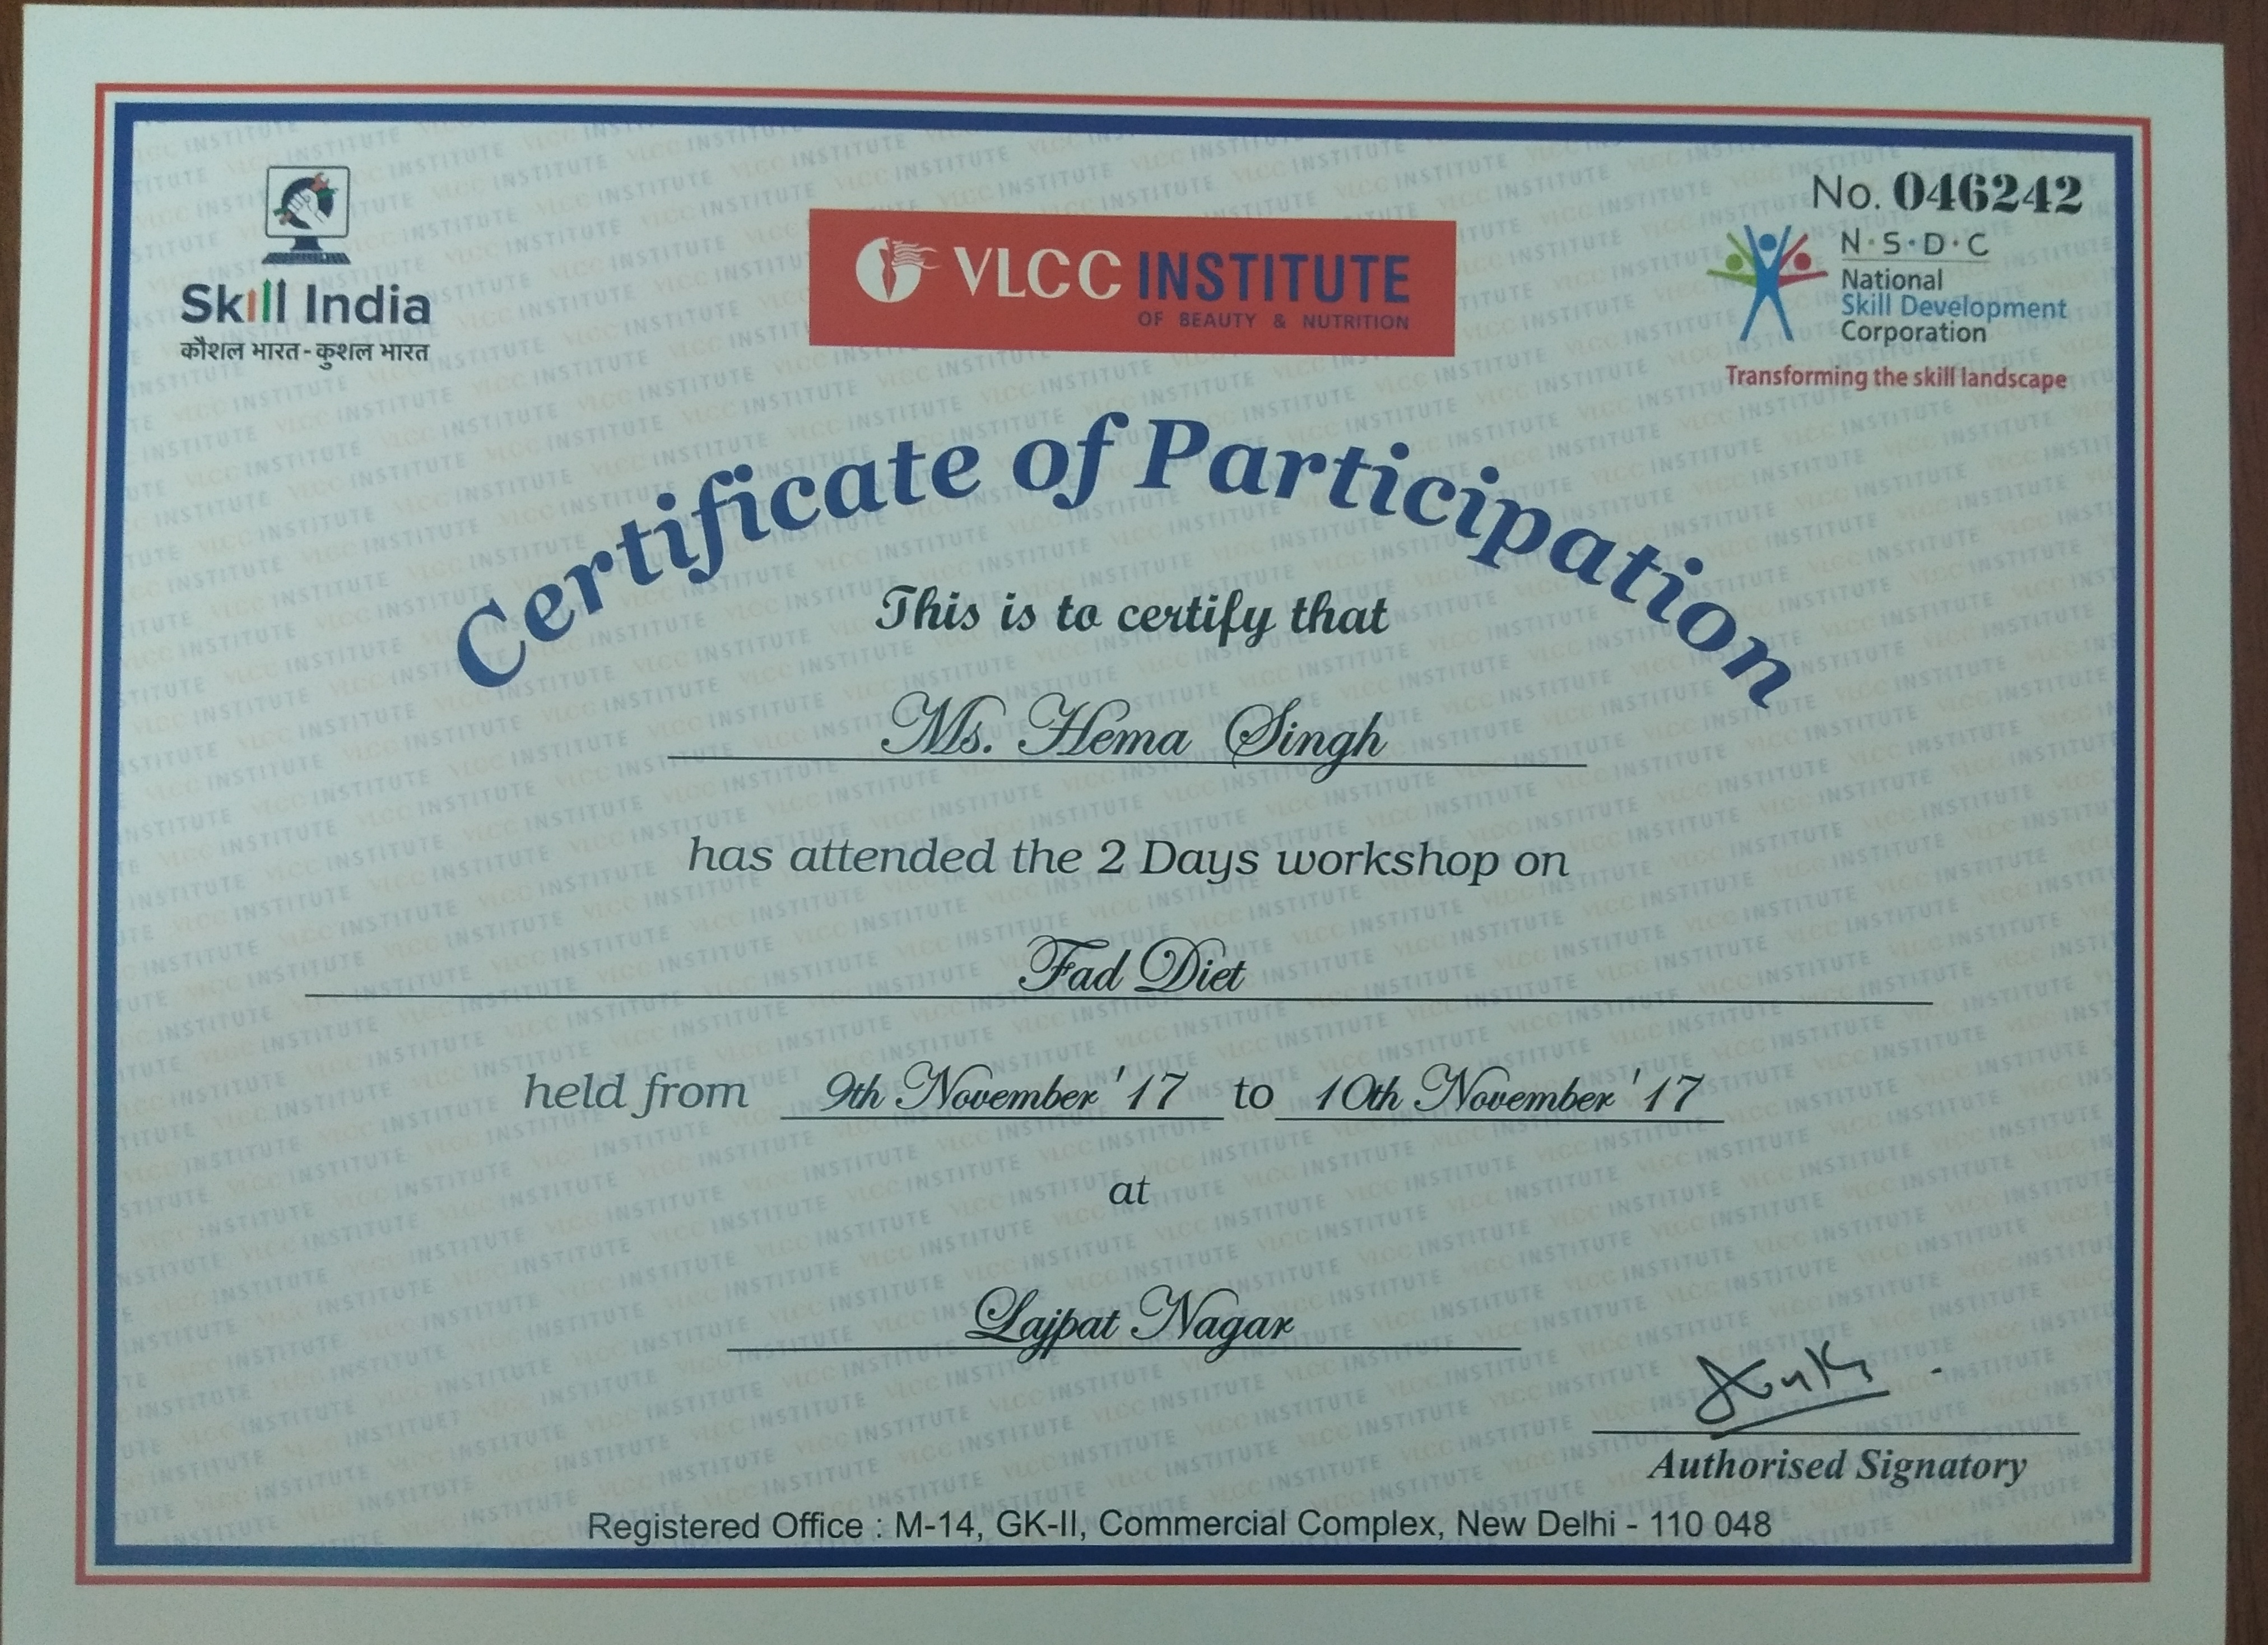 No. 046242
Skill India
कौशल भारत - कुशल भारत
VLCC INSTITUTE
OF BEAUTY & NUTRITION
N·S·D·C
National
Skill Development
Corporation
Transforming the skill landscape
Certificate of Participation
This is to certify that
Ms. Hema Singh
has attended the 2 Days workshop on
Fad Diet
held from 9th November '17 to 10th November '17
at
Lajpat Nagar
Authorised Signatory
Registered Office : M-14, GK-II, Commercial Complex, New Delhi - 110 048